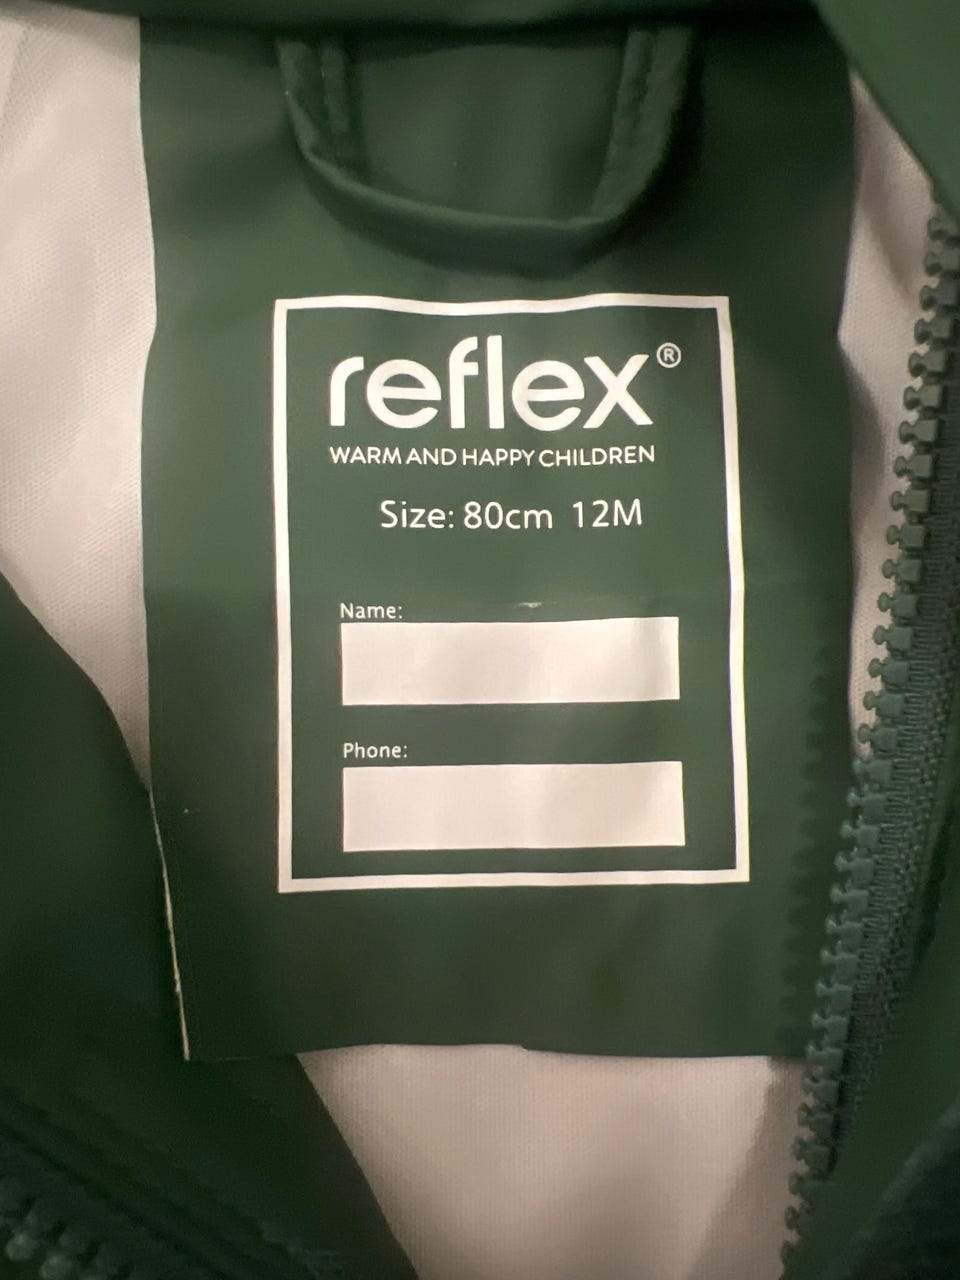 reflex®
WARM AND HAPPY CHILDREN
Size: 80cm 12M
Name:
Phone: